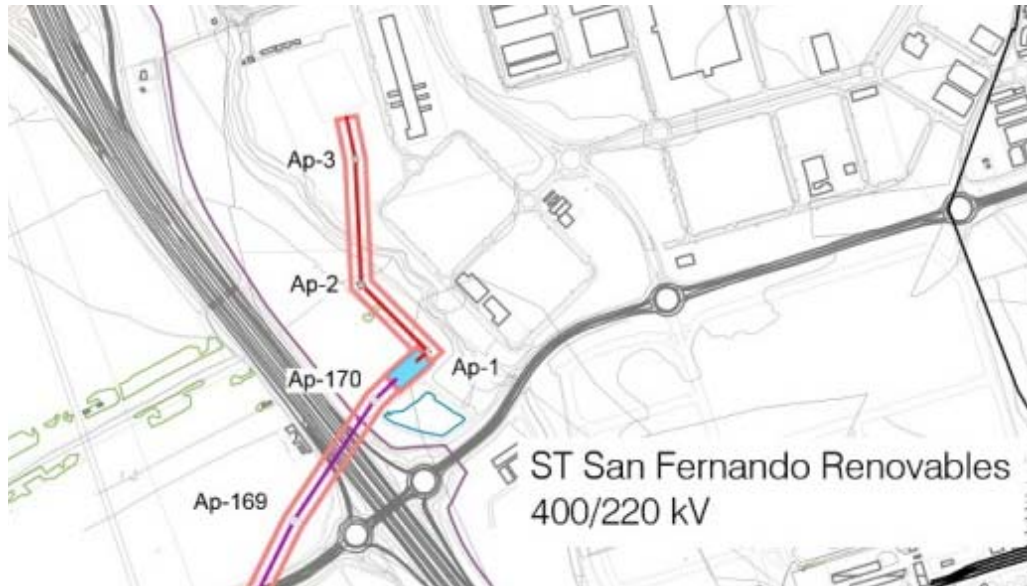 Ap-3
Ap-2
Ap-1
Ap-170
Ap-169
ST San Fernando Renovables
400/220 kV